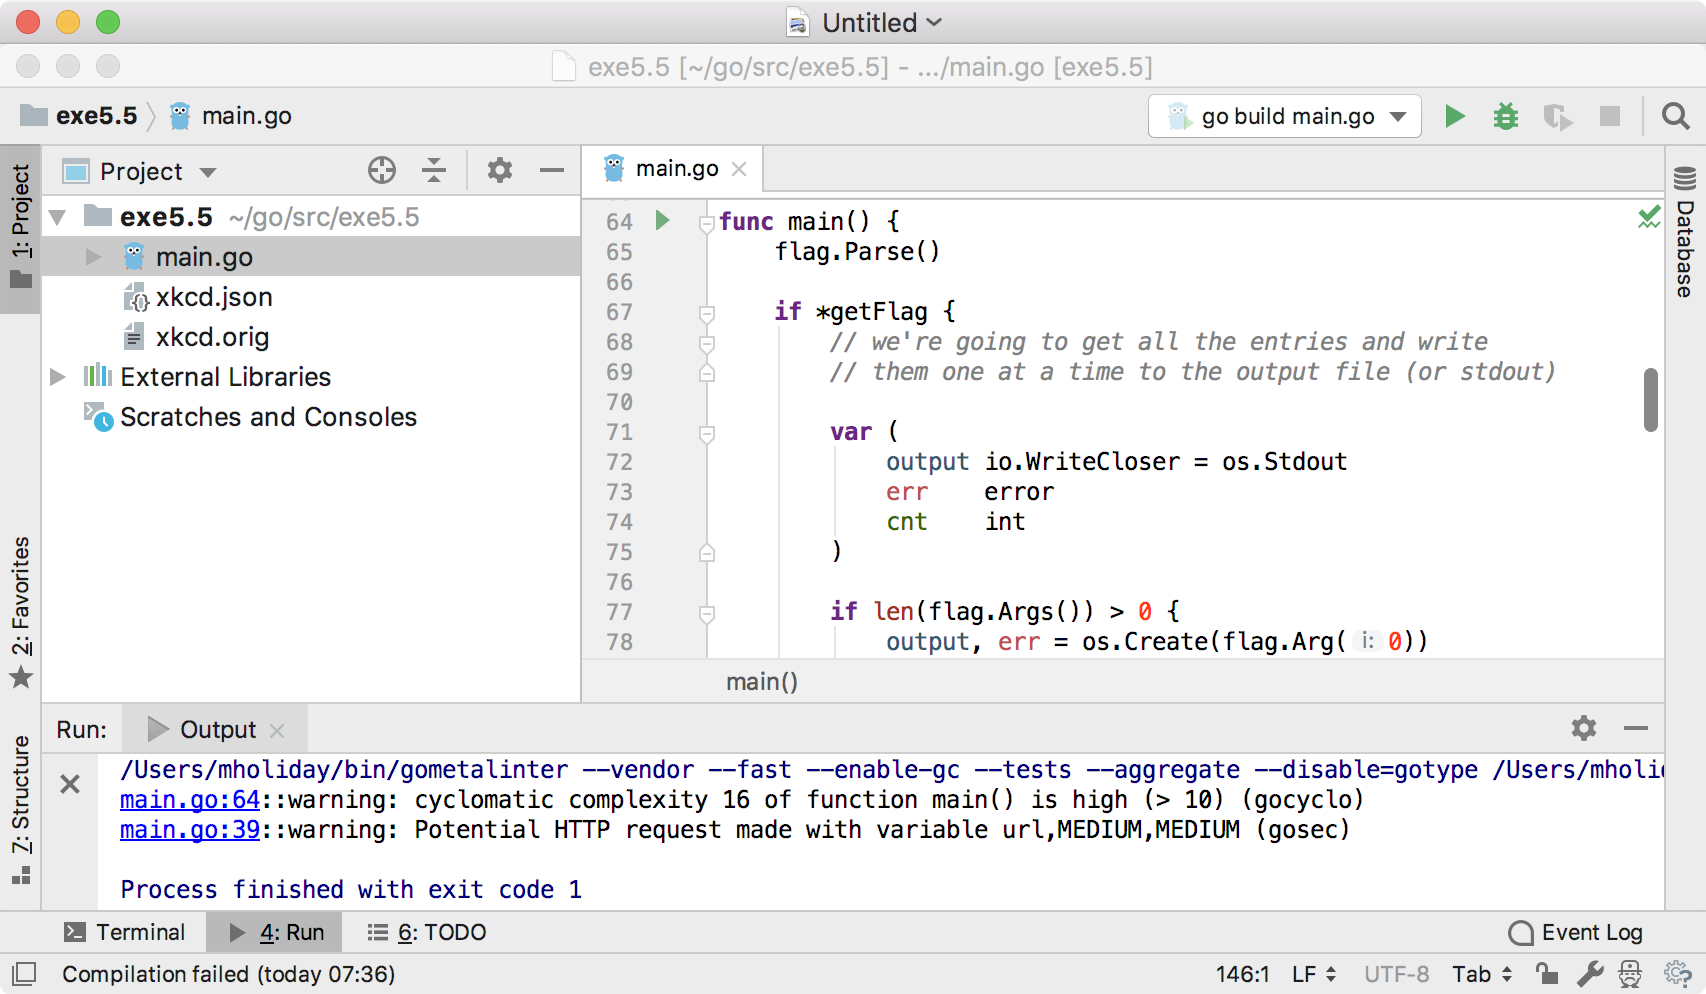 Untitled
exe5.5 [~/go/src/exe5.5] - .../main.go [exe5.5]
exe5.5 main.go
go build main.go
1: Project
Project
main.go
exe5.5 ~/go/src/exe5.5
main.go
xkcd.json
xkcd.orig
External Libraries
Scratches and Consoles
2: Favorites
7: Structure
Database
64 func main() {
65 flag.Parse()
66
67 if *getFlag {
68 // we're going to get all the entries and write
69 // them one at a time to the output file (or stdout)
70
71 var (
72 output io.WriteCloser = os.Stdout
73 err    error
74 cnt    int
75 )
76
77 if len(flag.Args()) > 0 {
78 output, err = os.Create(flag.Arg( i: 0))
main()
Run: Output
/Users/mholiday/bin/gometalinter --vendor --fast --enable-gc --tests --aggregate --disable=gotype /Users/mholid
main.go:64::warning: cyclomatic complexity 16 of function main() is high (> 10) (gocyclo)
main.go:39::warning: Potential HTTP request made with variable url,MEDIUM,MEDIUM (gosec)
Process finished with exit code 1
Terminal 4: Run 6: TODO Event Log
Compilation failed (today 07:36) 146:1 LF UTF-8 Tab